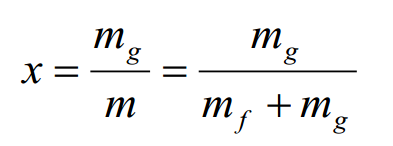 x = m_g / m = m_g / (m_f + m_g)